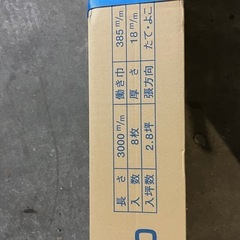 長さ 3000m/m 働き巾 385m/m
入数 8枚 厚さ 18m/m
入坪数 2.8坪 張方向 たて・よこ